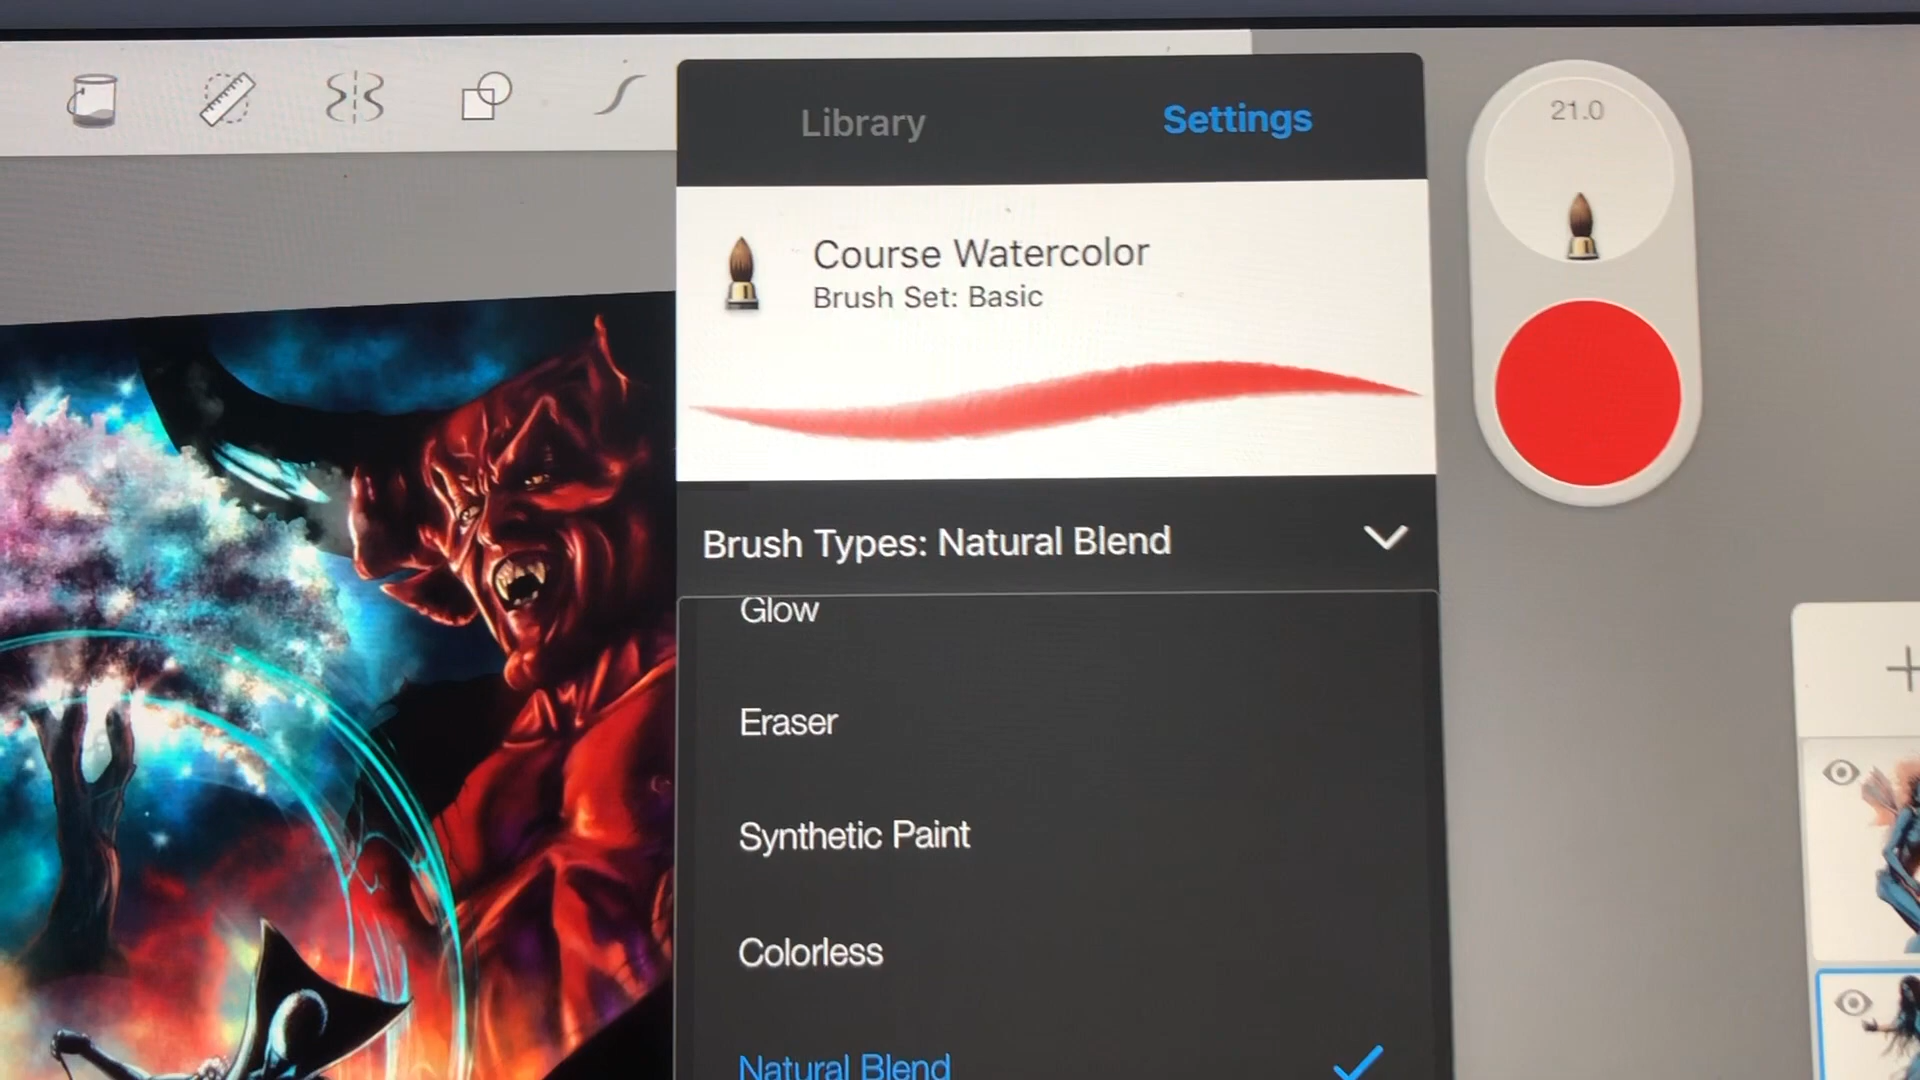 Library
Settings
21.0
Course Watercolor
Brush Set: Basic
Brush Types: Natural Blend
Glow
Eraser
Synthetic Paint
Colorless
Natural Blend